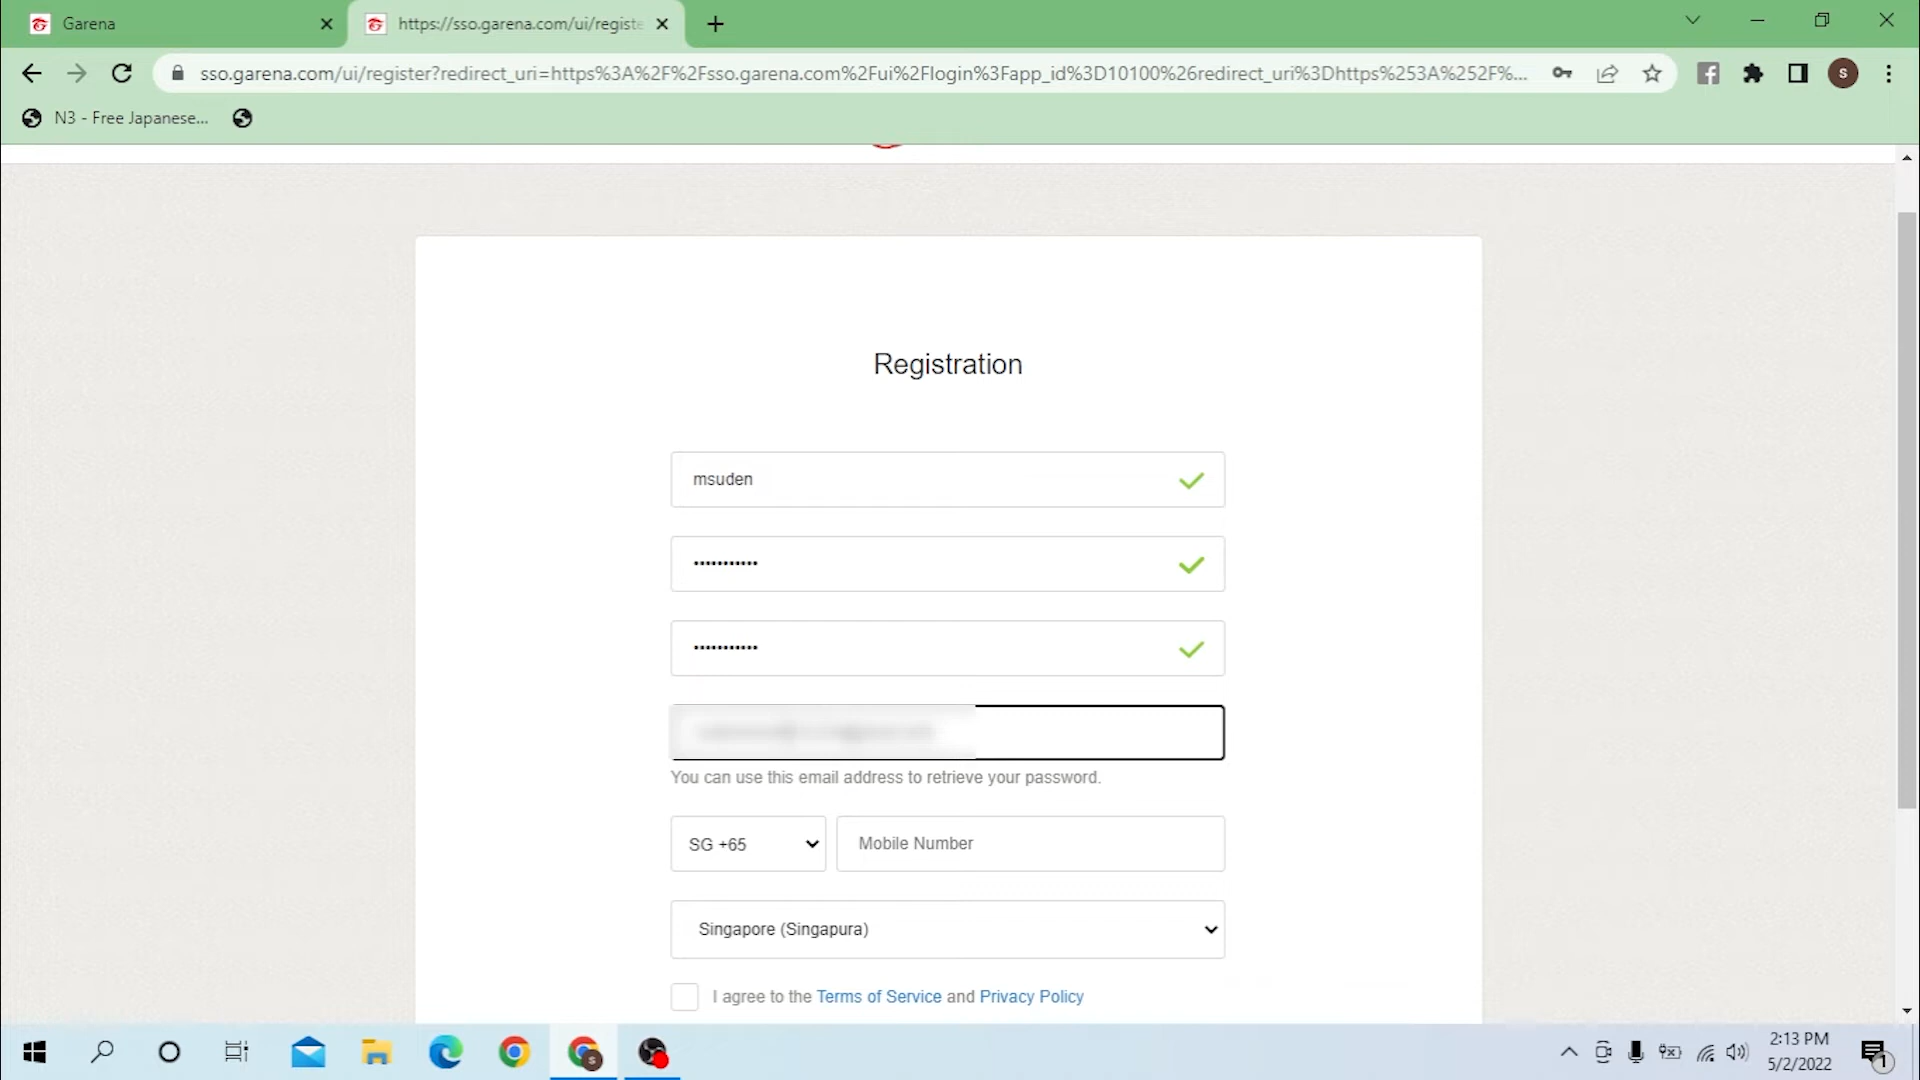 Garena
https://sso.garena.com/ui/registe
sso.garena.com/ui/register?redirect_uri=https%3A%2F%2Fsso.garena.com%2Fui%2Flogin%3Fapp_id%3D10100%26redirect_uri%3Dhttps%253A%252F%...
S
N3 - Free Japanese...
Registration
msuden
•••••••••••
•••••••••••
You can use this email address to retrieve your password.
SG +65
Mobile Number
Singapore (Singapura)
I agree to the Terms of Service and Privacy Policy
S
2:13 PM
5/2/2022
1